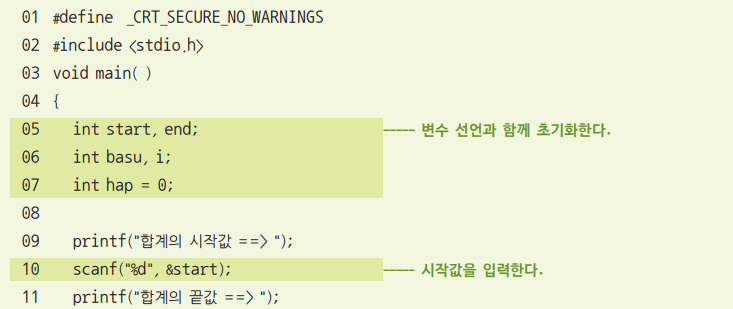 01 #define _CRT_SECURE_NO_WARNINGS
02 #include <stdio.h>
03 void main( )
04 {
05 int start, end; ----- 변수 선언과 함께 초기화한다.
06 int basu, i;
07 int hap = 0;
08
09 printf("합계의 시작값 ==> ");
10 scanf("%d", &start); ----- 시작값을 입력한다.
11 printf("합계의 끝값 ==> ");